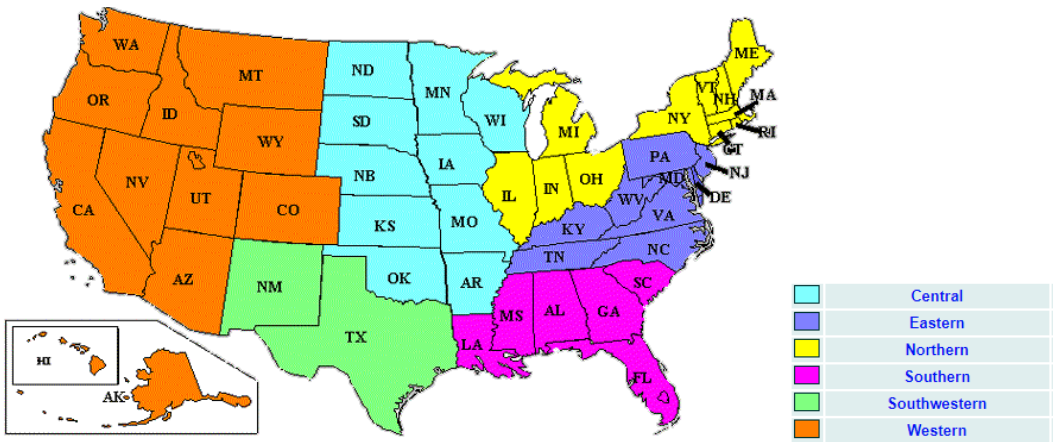 WA
ME
MT
ND
OR
MN
VT
NH
MA
ID
SD
WI
NY
RI
MI
CT
WY
PA
IA
NB
NJ
NV
OH
MD
UT
IL
IN
DE
WV
CA
CO
MO
VA
KS
KY
NC
TN
AZ
OK
AR
SC
NM
MS
AL
GA
TX
LA
HI
FL
AK
Central
Eastern
Northern
Southern
Southwestern
Western